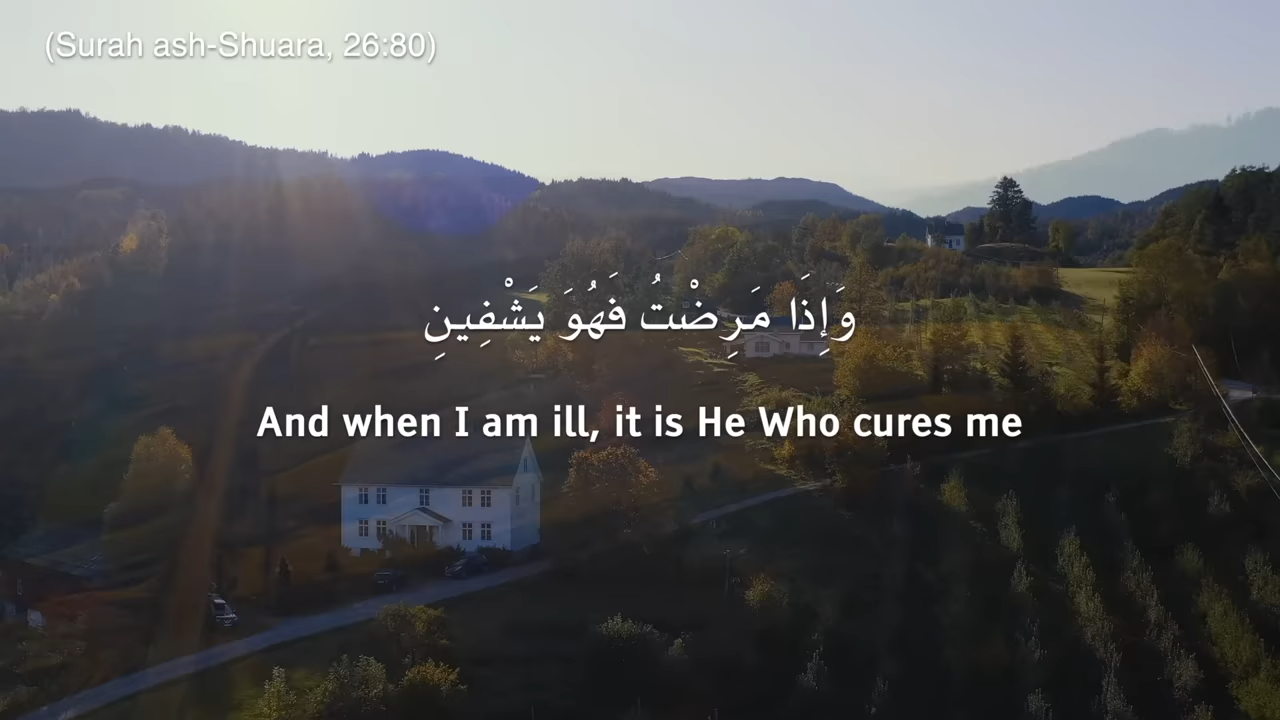 (Surah ash-Shuara, 26:80)
وَإِذَا مَرِضْتُ فَهُوَ يَشْفِينِ
And when I am ill, it is He Who cures me